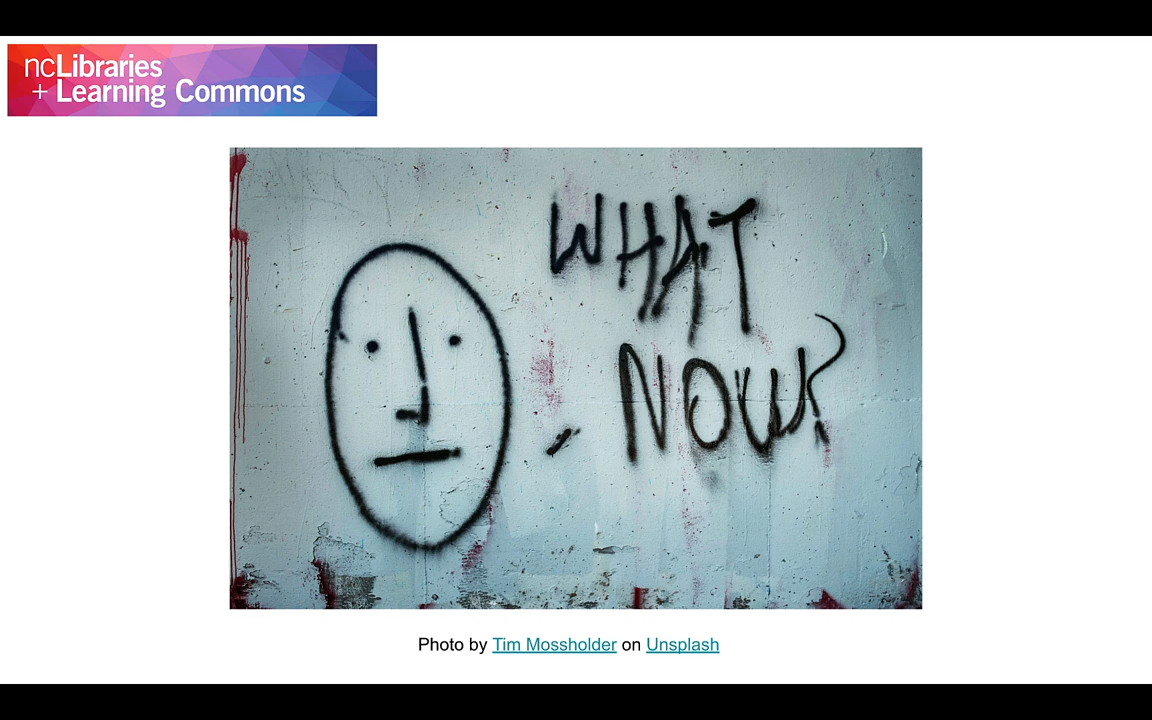 ncLibraries
+ Learning Commons
WHAT
NOW?
Photo by Tim Mossholder on Unsplash